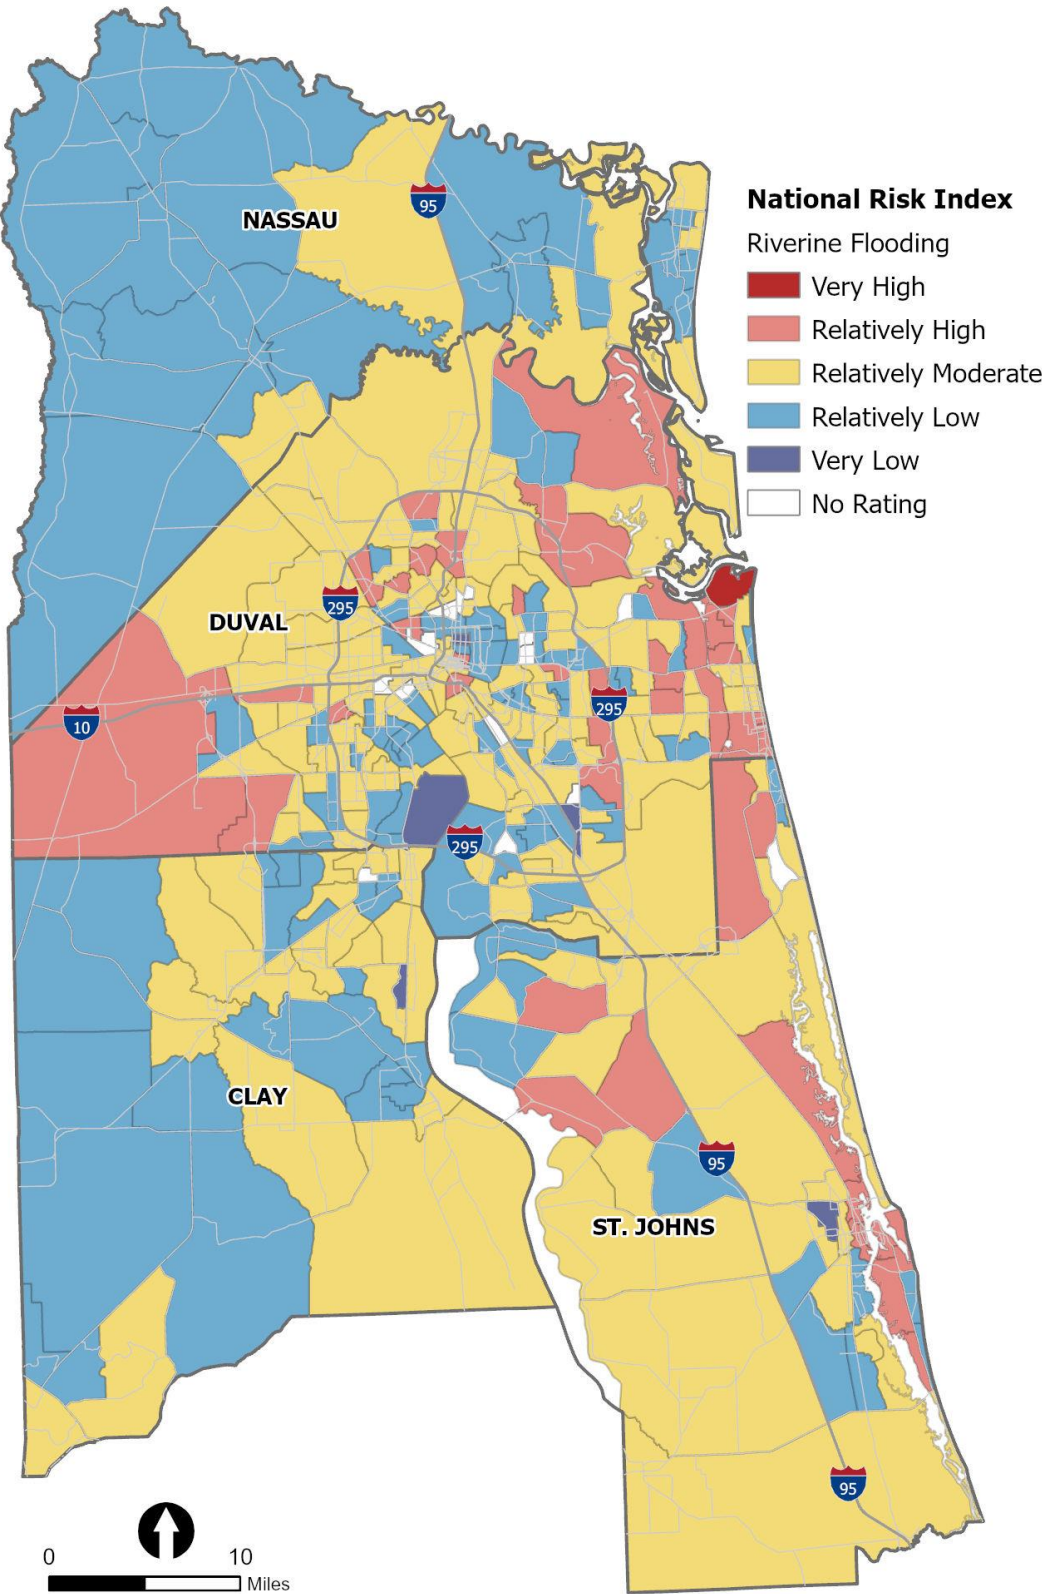 95
NASSAU
National Risk Index
Riverine Flooding
Very High
Relatively High
Relatively Moderate
Relatively Low
Very Low
No Rating
295
DUVAL
295
10
295
CLAY
95
ST. JOHNS
95
0 10
Miles